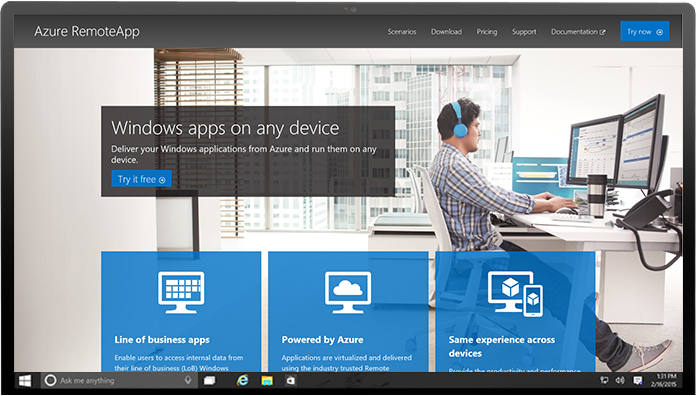 Azure RemoteApp
Scenarios
Download
Pricing
Support
Documentation
Try now
Windows apps on any device
Deliver your Windows applications from Azure and run them on any
device.
Try it free
Line of business apps
Enable users to access internal data from
their line of business (LoB) Windows
Powered by Azure
Applications are virtualized and delivered
using the industry trusted Remote
Same experience across
devices
Provide the productivity and performance
Ask me anything
1:31 PM
2/16/2015